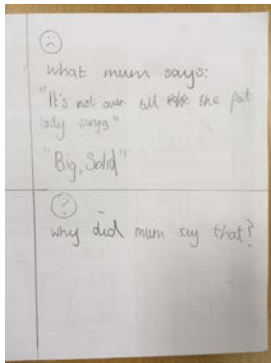 what mum says:
"It's not over till the fat
lady sings"
"Big, Solid"
?
why did mum say that?